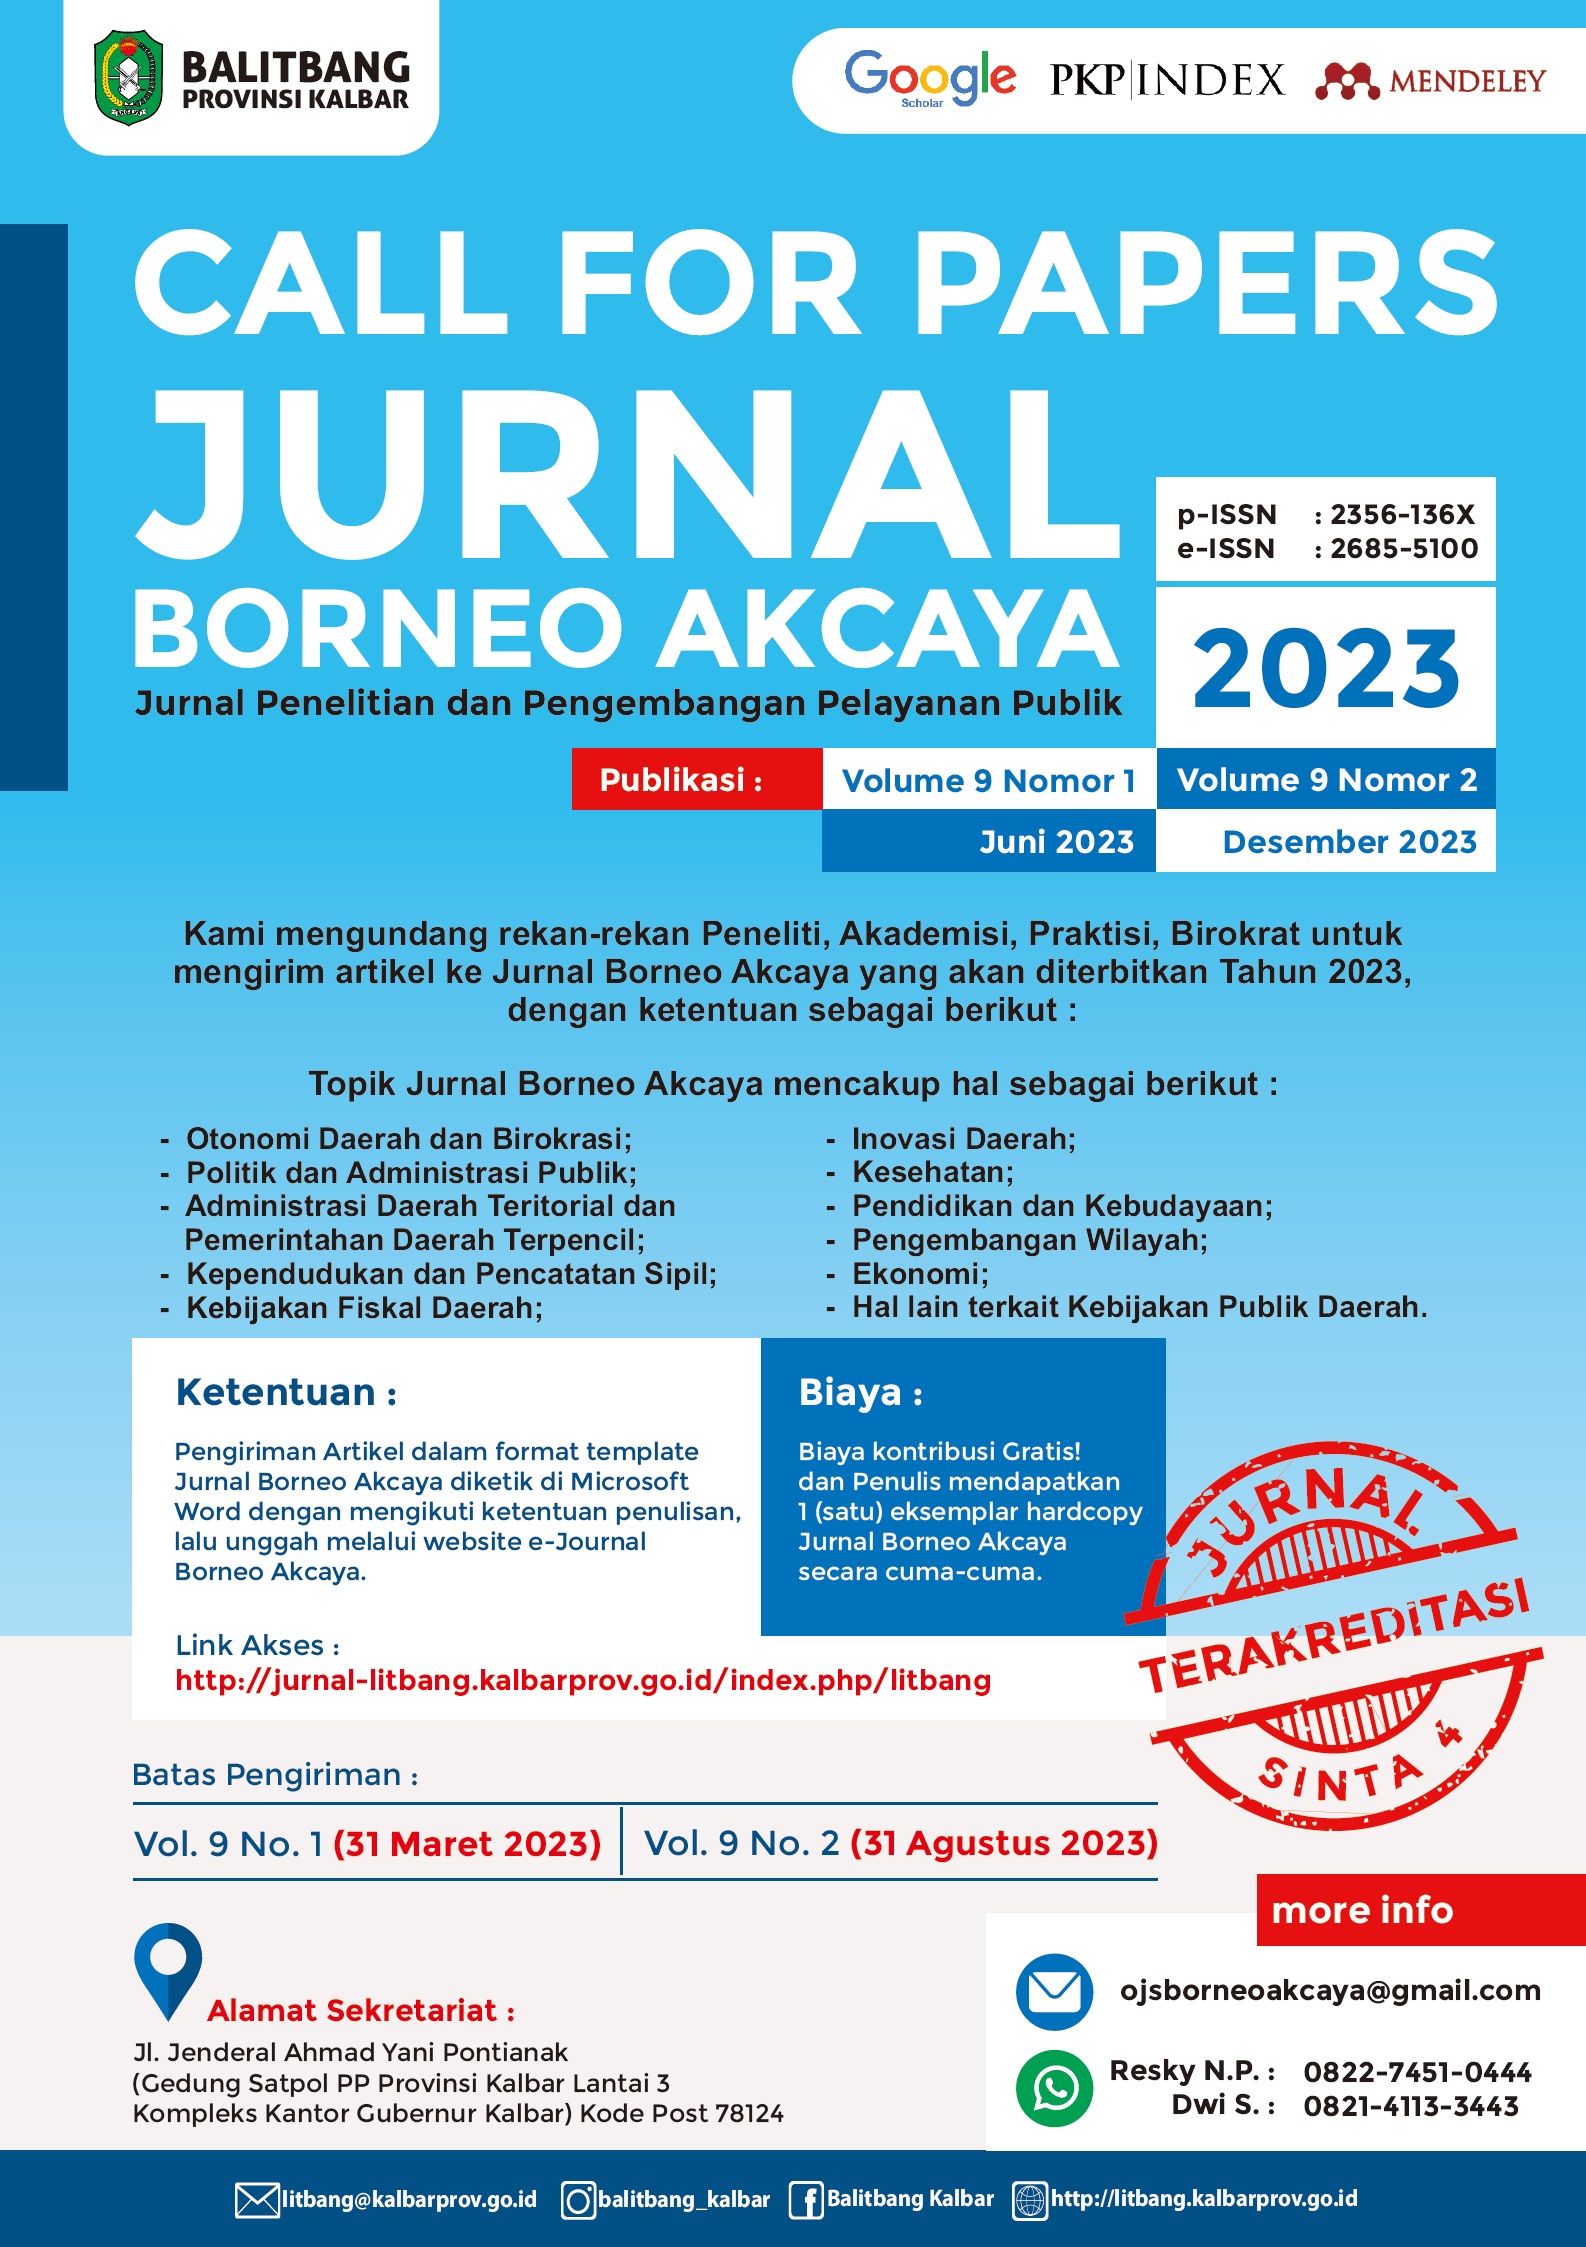 BALITBANG
PROVINSI KALBAR
Google
Scholar
PKP|INDEX
MENDELEY
CALL FOR PAPERS
JURNAL
BORNEO AKCAYA
Jurnal Penelitian dan Pengembangan Pelayanan Publik
p-ISSN : 2356-136X
e-ISSN : 2685-5100
2023
Publikasi : Volume 9 Nomor 1 Volume 9 Nomor 2
Juni 2023 Desember 2023
Kami mengundang rekan-rekan Peneliti, Akademisi, Praktisi, Birokrat untuk
mengirim artikel ke Jurnal Borneo Akcaya yang akan diterbitkan Tahun 2023,
dengan ketentuan sebagai berikut :
Topik Jurnal Borneo Akcaya mencakup hal sebagai berikut :
- Otonomi Daerah dan Birokrasi;
- Politik dan Administrasi Publik;
- Administrasi Daerah Teritorial dan
Pemerintahan Daerah Terpencil;
- Kependudukan dan Pencatatan Sipil;
- Kebijakan Fiskal Daerah;
- Inovasi Daerah;
- Kesehatan;
- Pendidikan dan Kebudayaan;
- Pengembangan Wilayah;
- Ekonomi;
- Hal lain terkait Kebijakan Publik Daerah.
Ketentuan :
Pengiriman Artikel dalam format template
Jurnal Borneo Akcaya diketik di Microsoft
Word dengan mengikuti ketentuan penulisan,
lalu unggah melalui website e-Journal
Borneo Akcaya.
Biaya :
Biaya kontribusi Gratis!
dan Penulis mendapatkan
1 (satu) eksemplar hardcopy
Jurnal Borneo Akcaya
secara cuma-cuma.
Link Akses :
http://jurnal-litbang.kalbarprov.go.id/index.php/litbang
JURNAL
TERAKREDITASI
SINTA 4
Batas Pengiriman :
Vol. 9 No. 1 (31 Maret 2023) Vol. 9 No. 2 (31 Agustus 2023)
Alamat Sekretariat :
Jl. Jenderal Ahmad Yani Pontianak
(Gedung Satpol PP Provinsi Kalbar Lantai 3
Kompleks Kantor Gubernur Kalbar) Kode Post 78124
more info
ojsborneoakcaya@gmail.com
Resky N.P. : 0822-7451-0444
Dwi S. : 0821-4113-3443
litbang@kalbarprov.go.id balitbang_kalbar Balitbang Kalbar http://litbang.kalbarprov.go.id